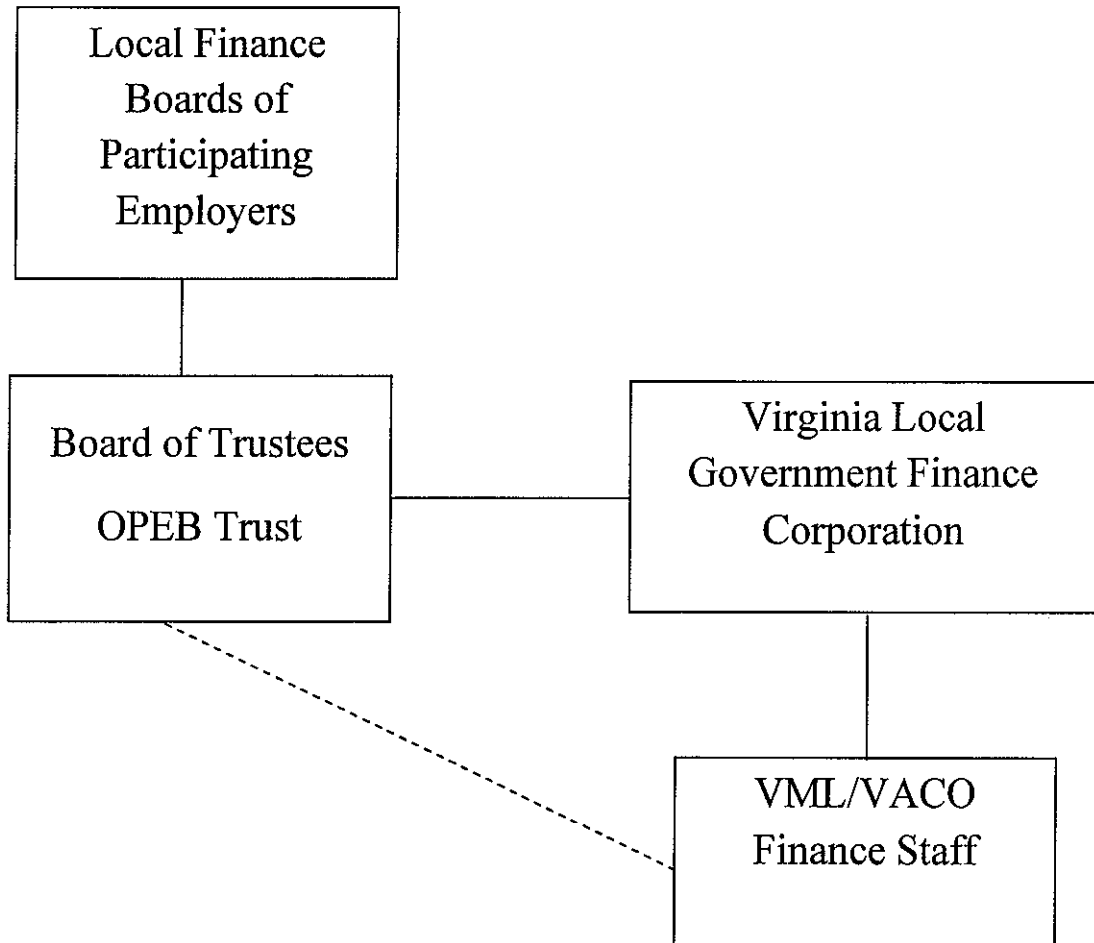 Local Finance
Boards of
Participating
Employers
Board of Trustees
OPEB Trust
Virginia Local
Government Finance
Corporation
VML/VACO
Finance Staff